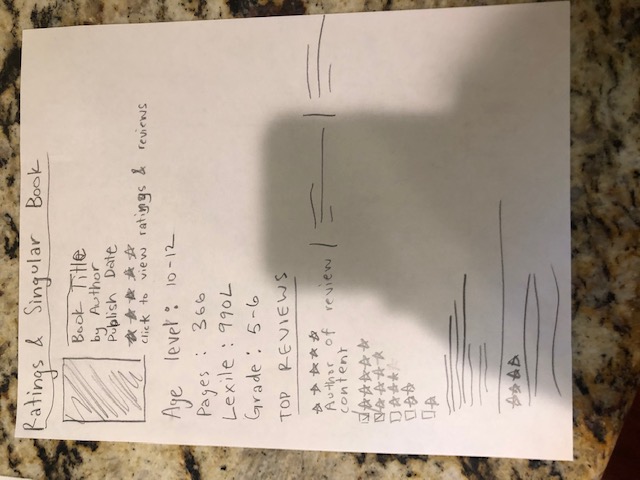 Ratings & Singular Book
Book Title
by Author
Publish Date
click to view ratings & reviews
Age level: 10-12
Pages: 366
Lexile: 990L
Grade: 5-6
TOP REVIEWS
Author of review
content